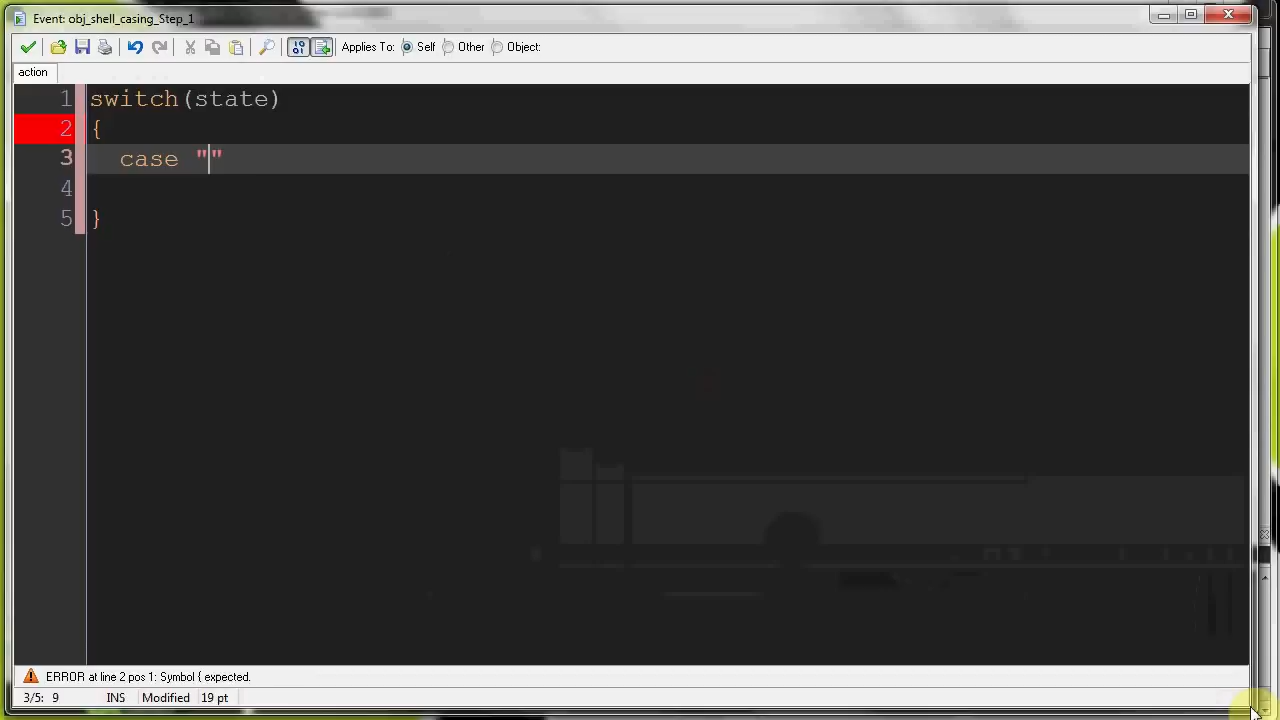 Event: obj_shell_casing_Step_1
Applies To: Self Other Object:
action
1 switch(state)
2 {
3 case ""
4
5 }
ERROR at line 2 pos 1: Symbol { expected.
3/5: 9 INS Modified 19 pt